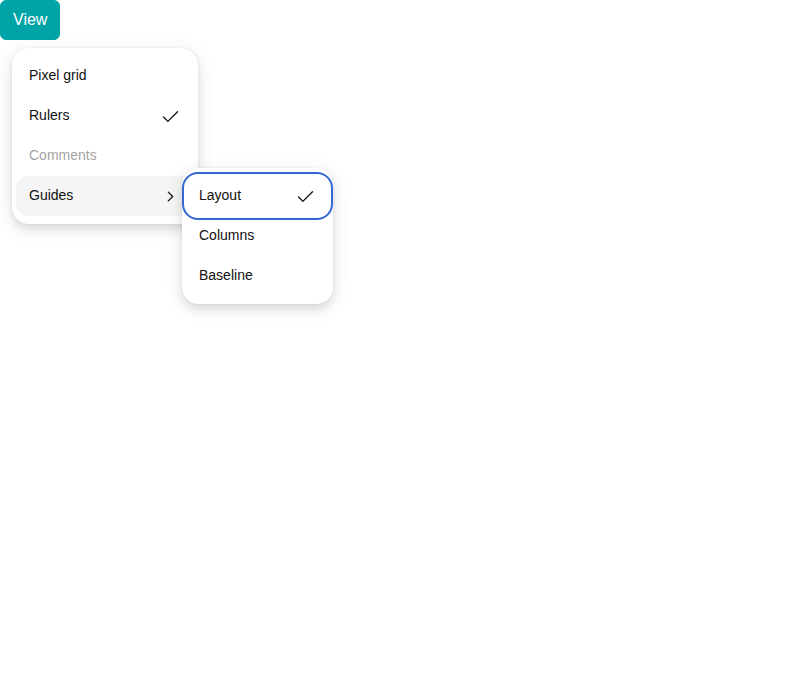 View
Pixel grid
Rulers
Comments
Guides
Layout
Columns
Baseline